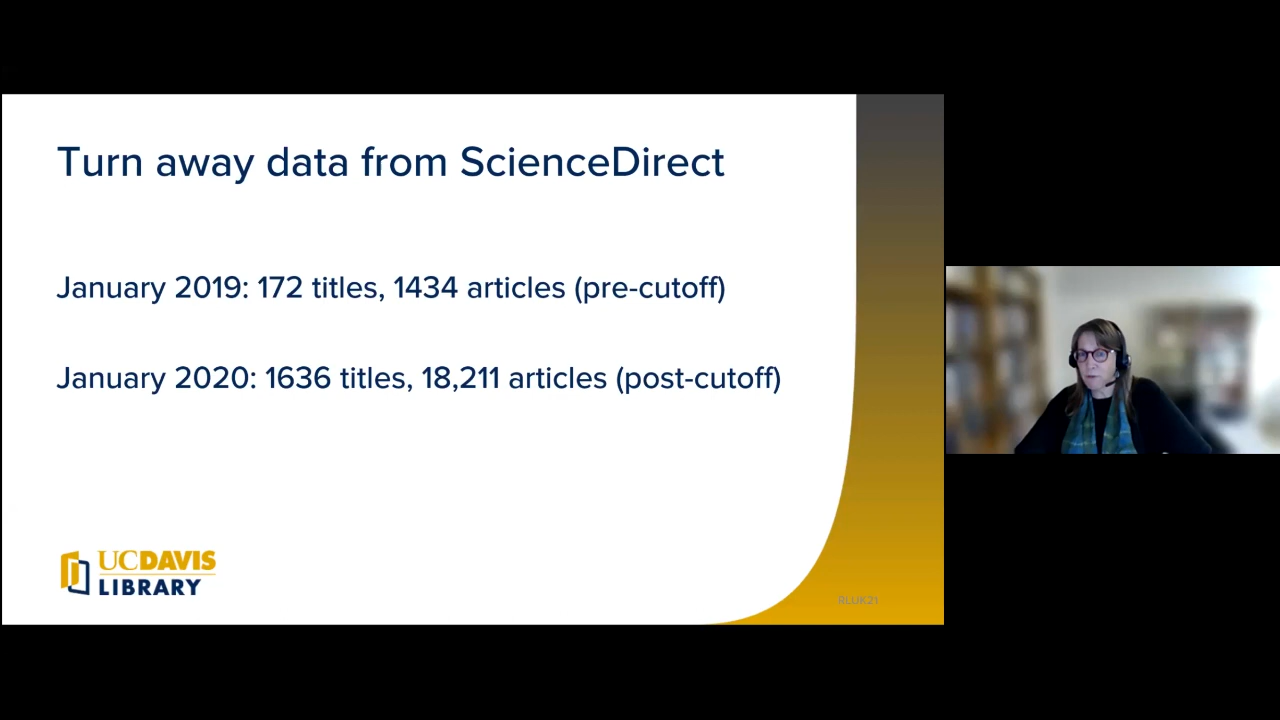 Turn away data from ScienceDirect
January 2019: 172 titles, 1434 articles (pre-cutoff)
January 2020: 1636 titles, 18,211 articles (post-cutoff)
UCDAVIS
LIBRARY
RLUK21